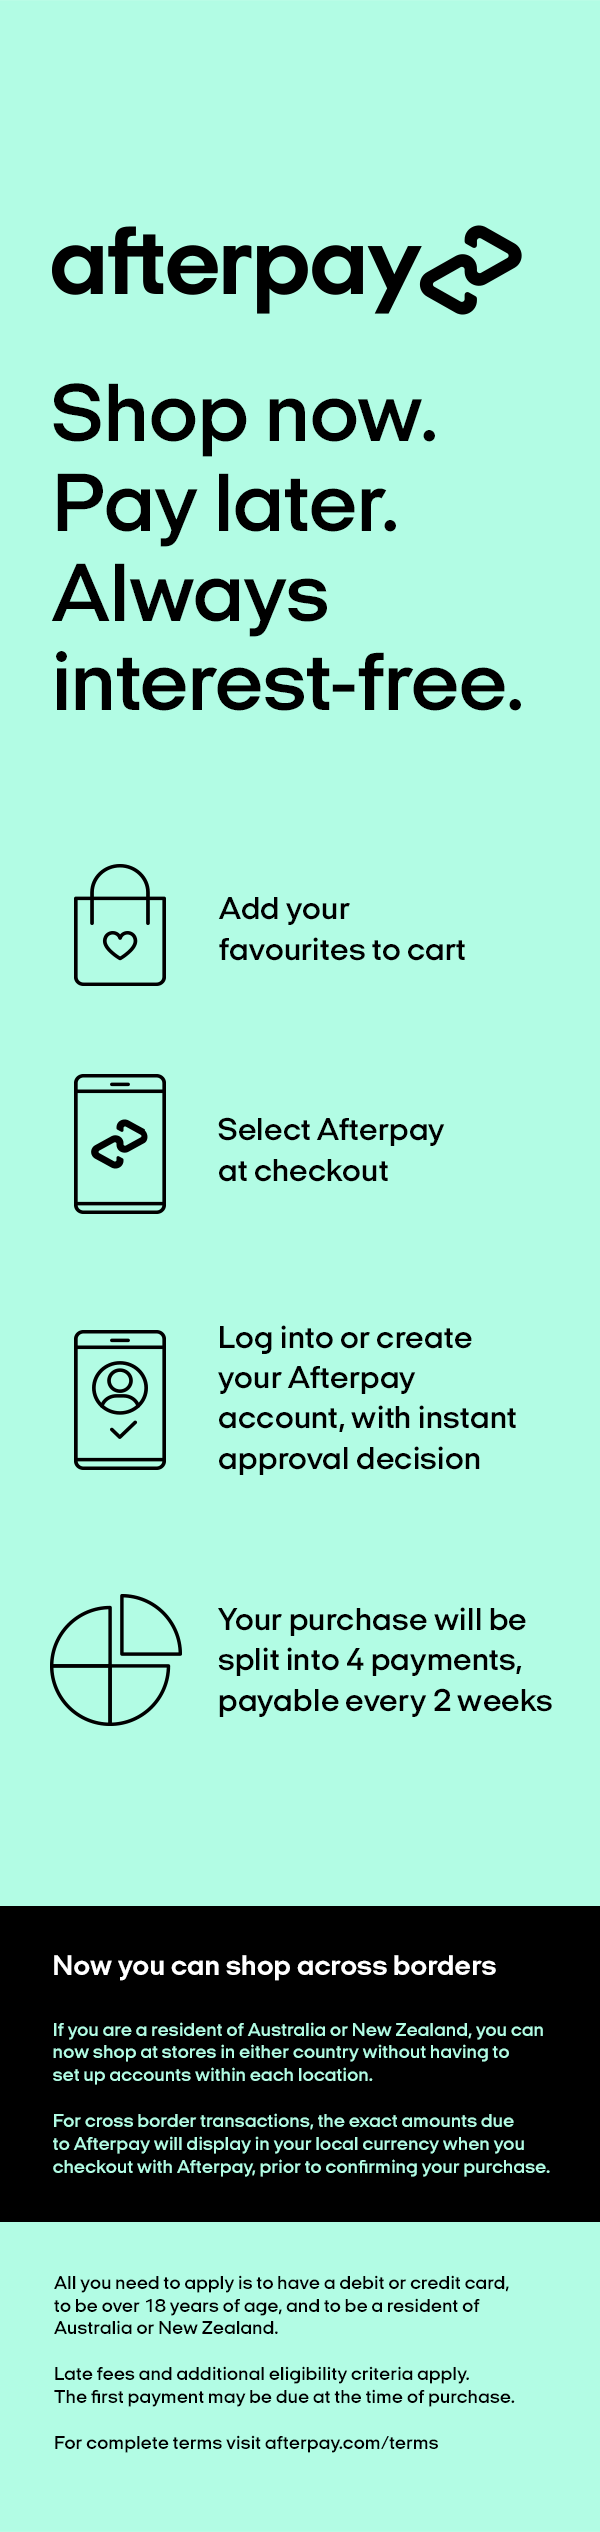 afterpay
Shop now.
Pay later.
Always
interest-free.
Add your
favourites to cart
Select Afterpay
at checkout
Log into or create
your Afterpay
account, with instant
approval decision
Your purchase will be
split into 4 payments,
payable every 2 weeks
Now you can shop across borders
If you are a resident of Australia or New Zealand, you can
now shop at stores in either country without having to
set up accounts within each location.
For cross border transactions, the exact amounts due
to Afterpay will display in your local currency when you
checkout with Afterpay, prior to confirming your purchase.
All you need to apply is to have a debit or credit card,
to be over 18 years of age, and to be a resident of
Australia or New Zealand.
Late fees and additional eligibility criteria apply.
The first payment may be due at the time of purchase.
For complete terms visit afterpay.com/terms